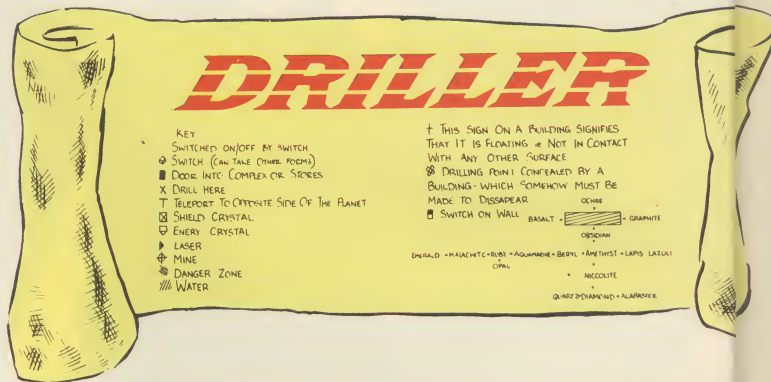 DRILLER
KEY
SWITCHED ON/OFF BY SWITCH
SWITCH (CAN TAKE OTHER FORMS)
DOOR INTO COMPLEX OR STORES
X DRILL HERE
T TELEPORT TO OPPOSITE SIDE OF THE PLANET
SHIELD CRYSTAL
ENERY CRYSTAL
LASER
MINE
DANGER ZONE
WATER
† THIS SIGN ON A BUILDING SIGNIFIES
THAT IT IS FLOATING ie NOT IN CONTACT
WITH ANY OTHER SURFACE
DRILLING POINT CONCEALED BY A
BUILDING - WHICH SOMEHOW MUST BE
MADE TO DISSAPEAR
SWITCH ON WALL
OCHRE
BASALT GRAPHITE
OBSIDIAN
EMERALD • MALACHITE • RUBY • AQUAMARINE • BERYL • AMETHYST • LAPIS LAZULI
OPAL
NICCOLITE
QUARTZ • DIAMOND • ALABASTER